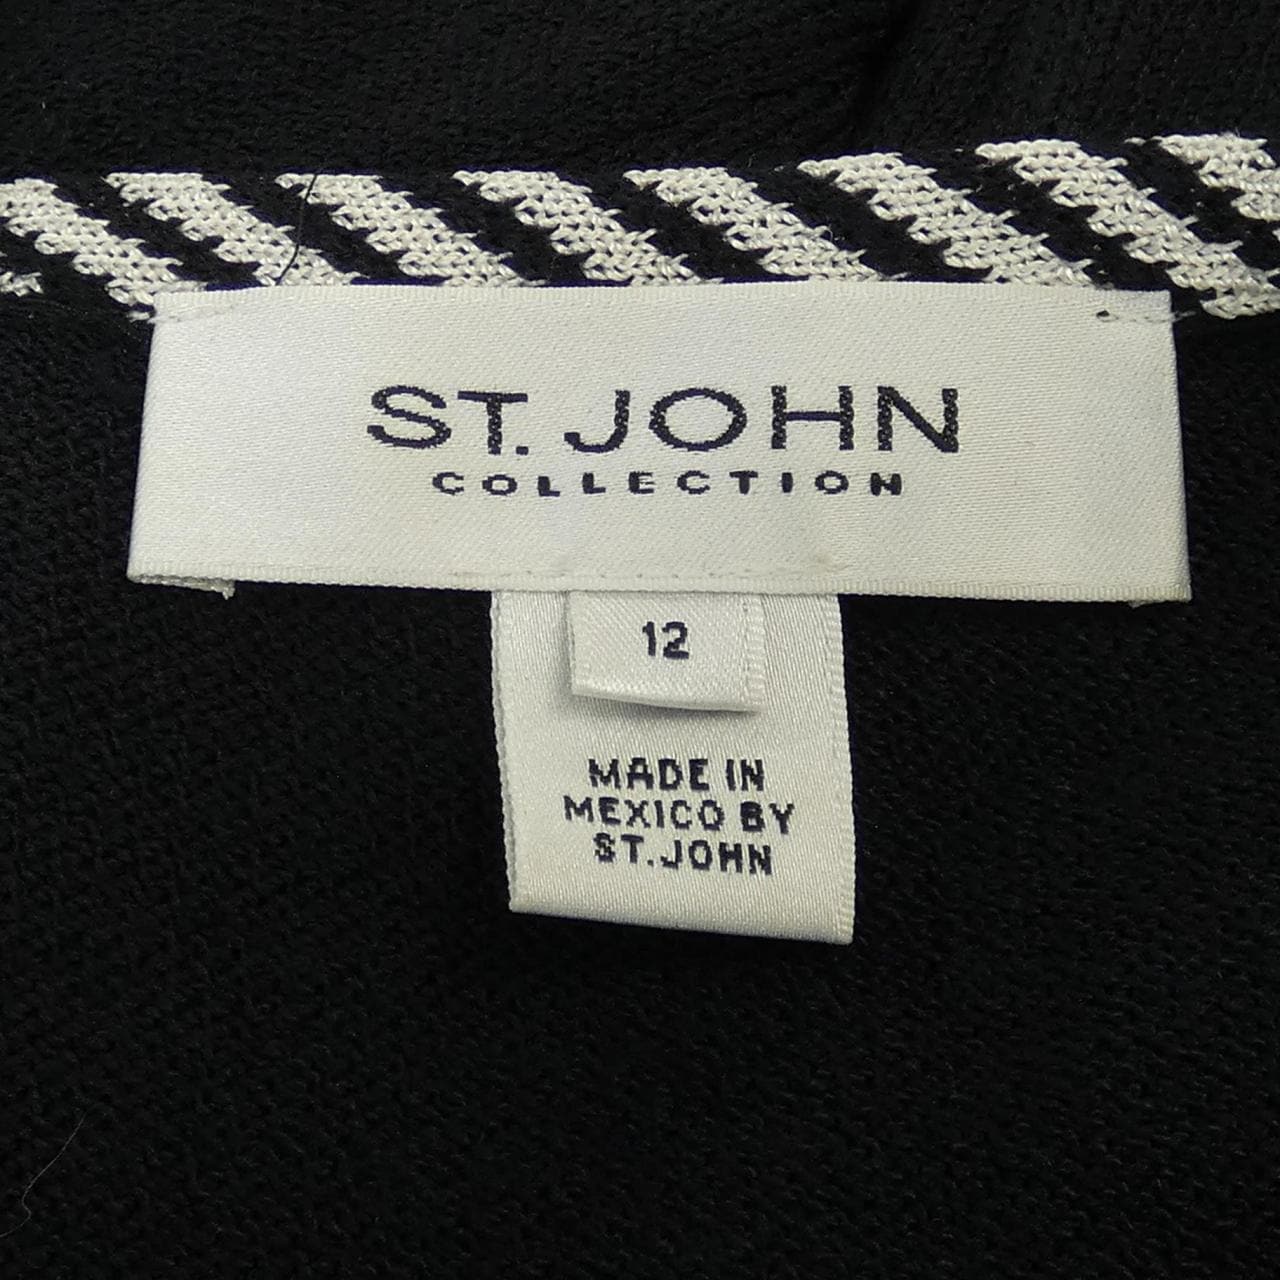 ST. JOHN
COLLECTION
12
MADE IN
MEXICO BY
ST. JOHN